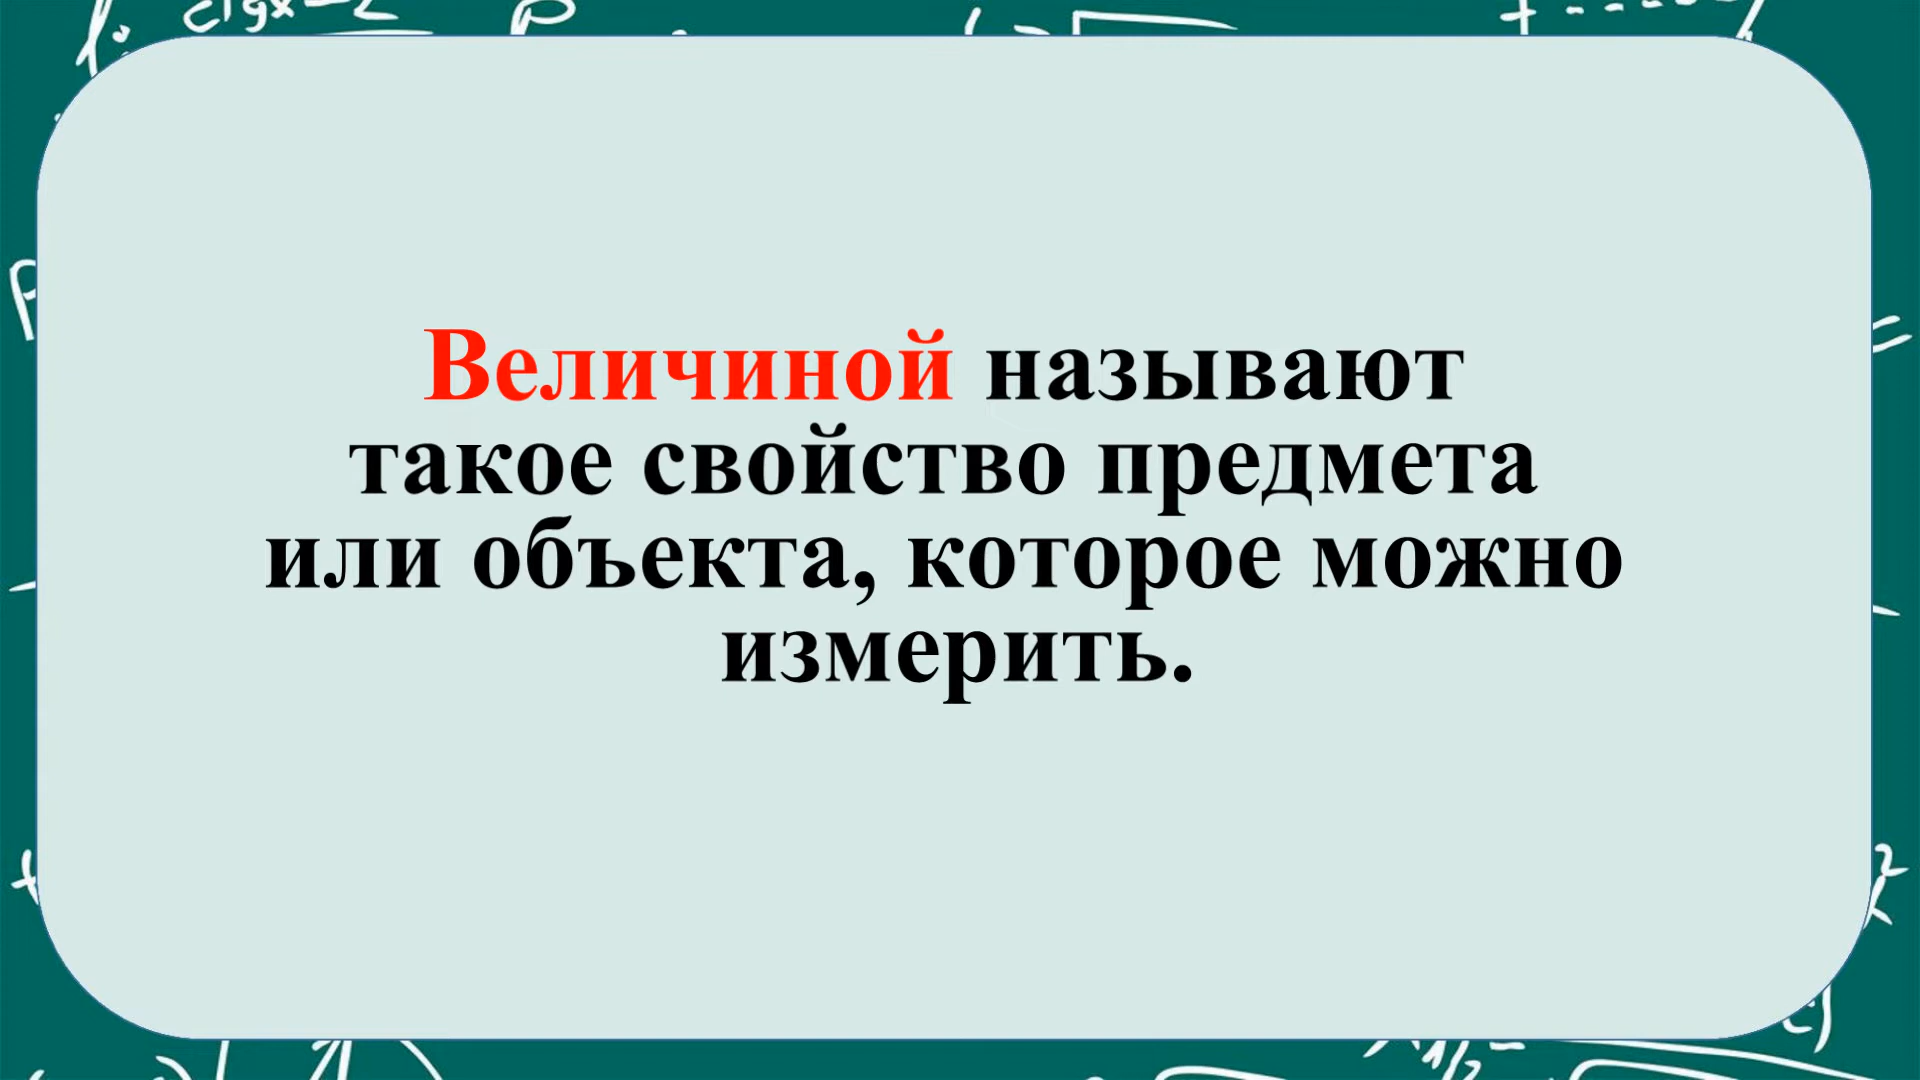 Величиной называют
такое свойство предмета
или объекта, которое можно
измерить.